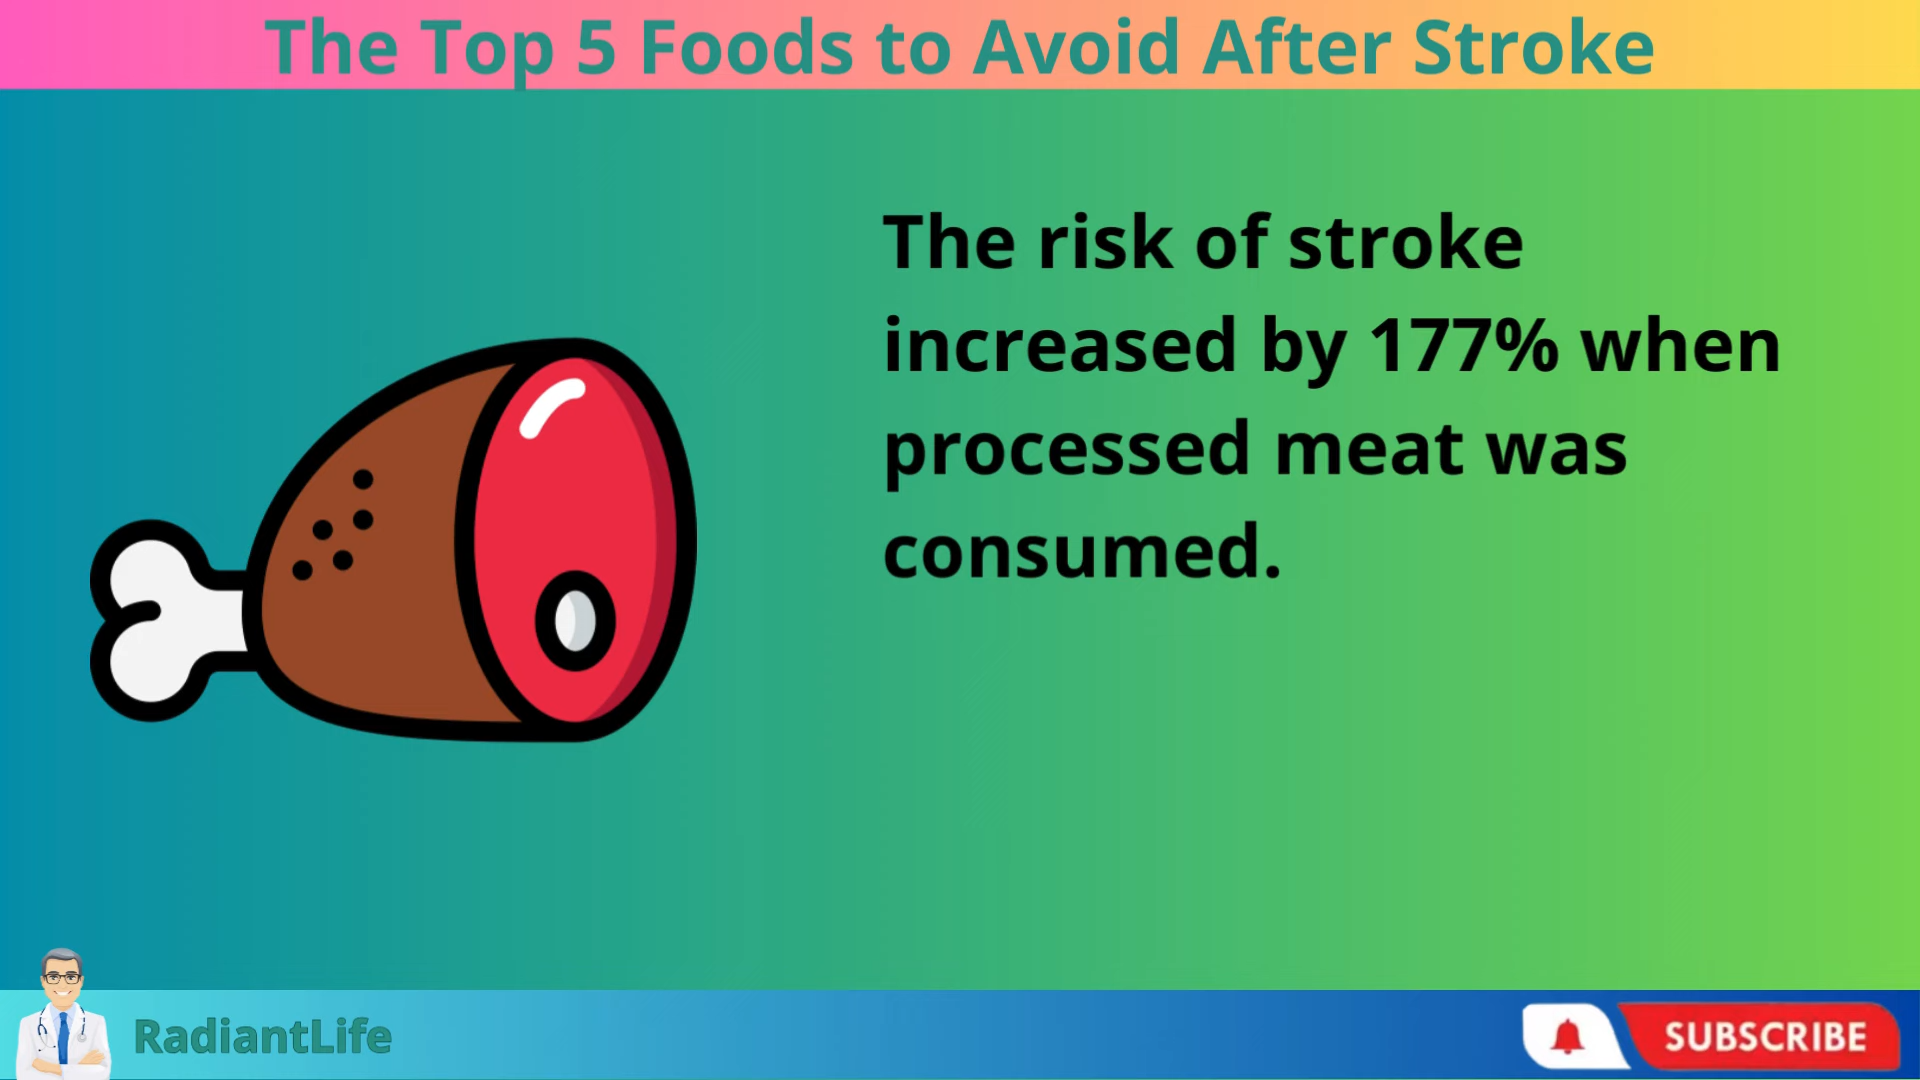 The Top 5 Foods to Avoid After Stroke
The risk of stroke
increased by 177% when
processed meat was
consumed.
RadiantLife
SUBSCRIBE